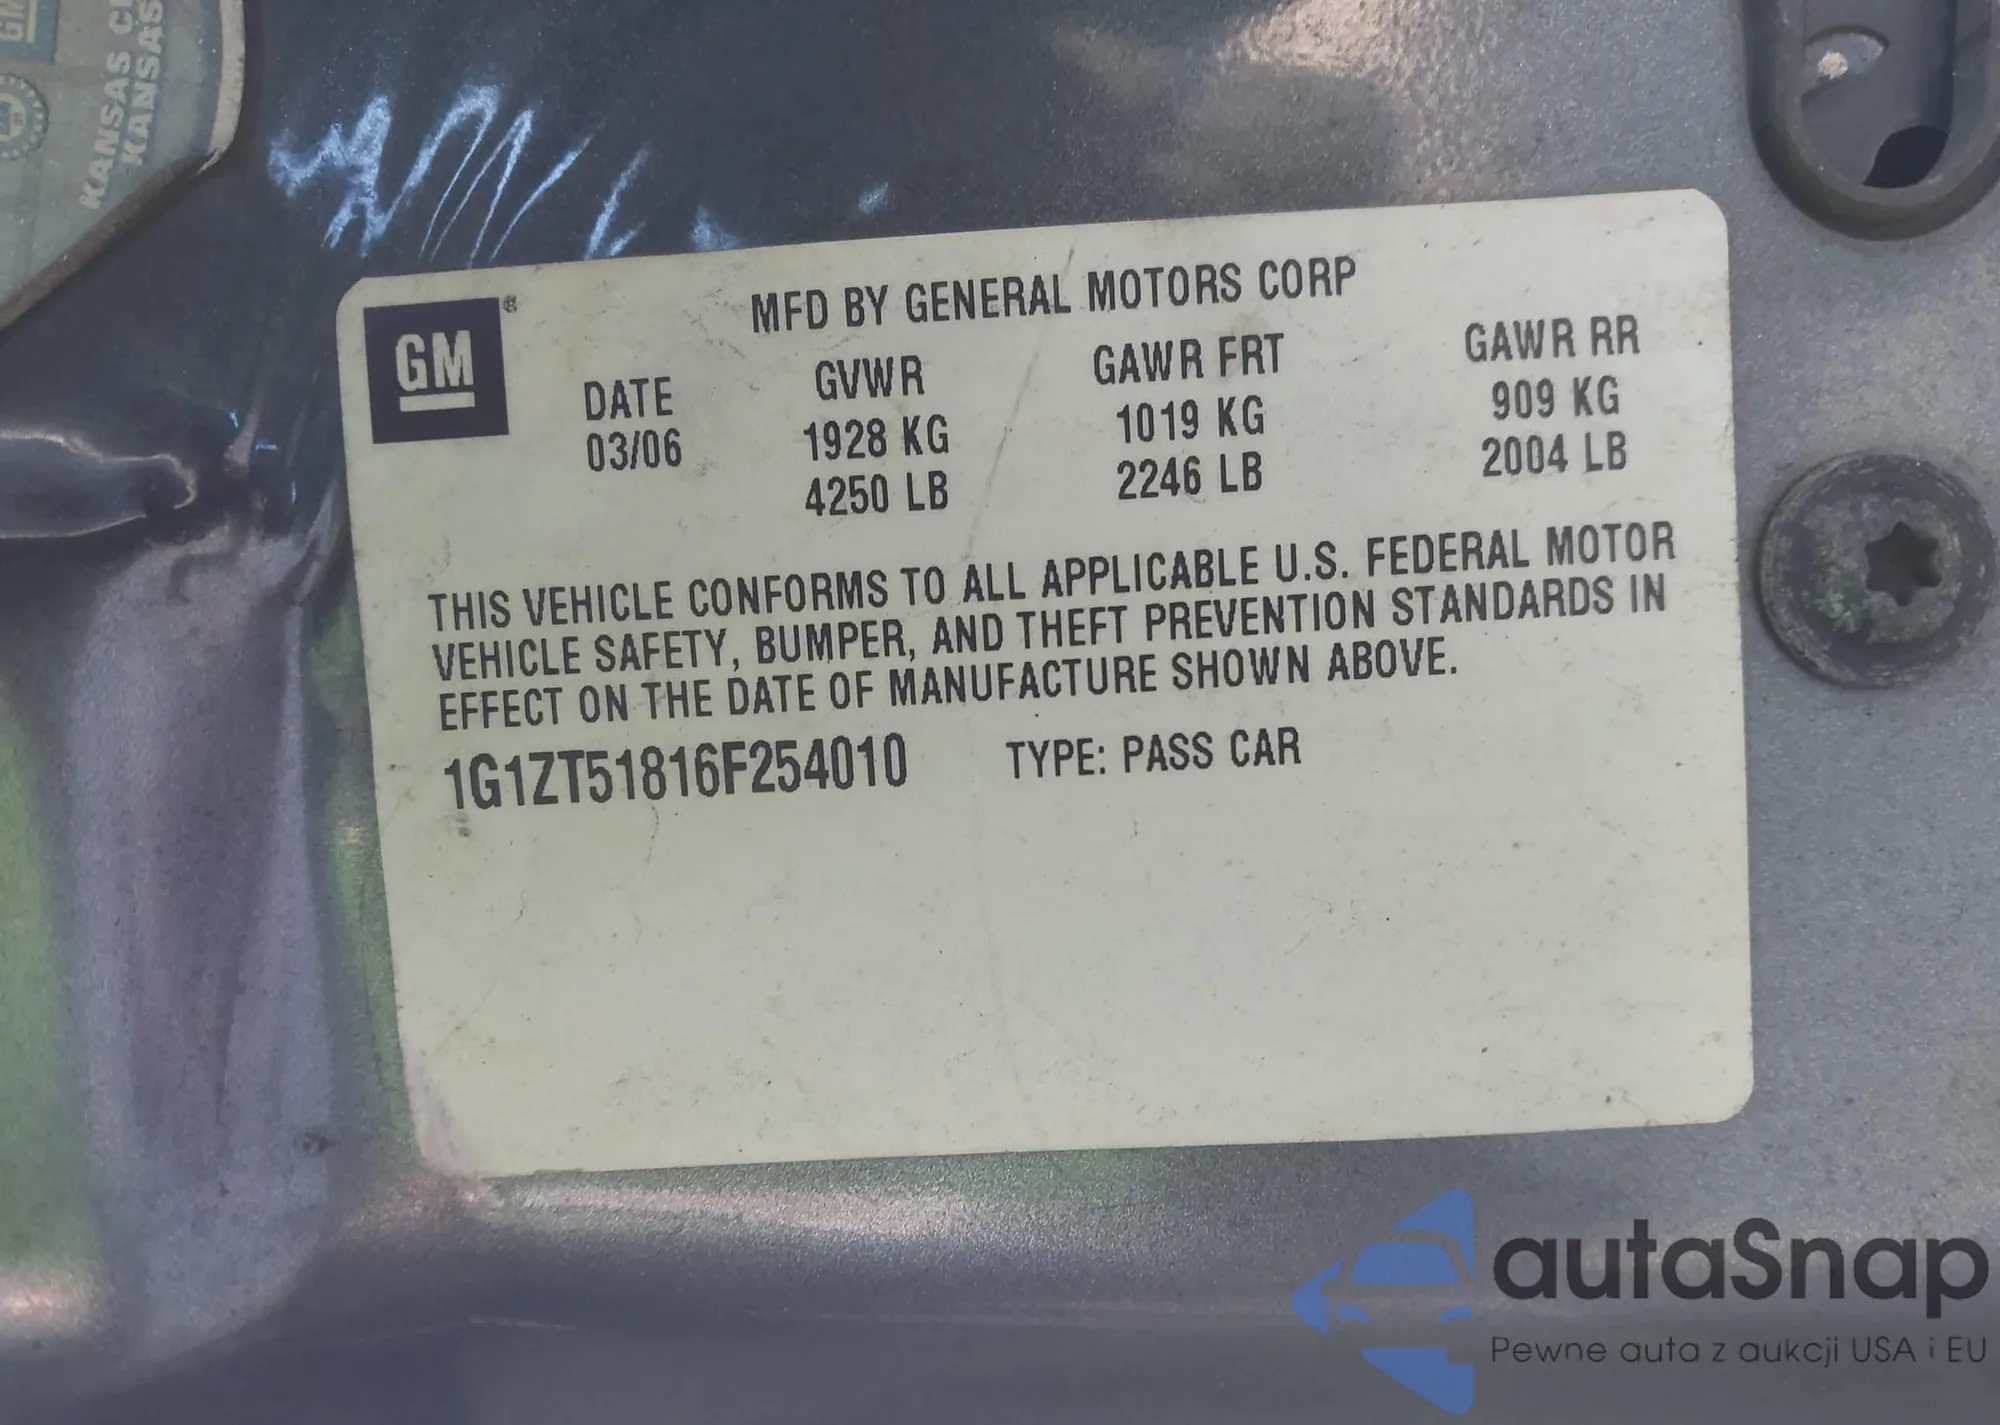 GM
KANSAS
KANSAS
GM ®
MFD BY GENERAL MOTORS CORP
DATE GVWR GAWR FRT GAWR RR
03/06 1928 KG 1019 KG 909 KG
4250 LB 2246 LB 2004 LB
THIS VEHICLE CONFORMS TO ALL APPLICABLE U.S. FEDERAL MOTOR
VEHICLE SAFETY, BUMPER, AND THEFT PREVENTION STANDARDS IN
EFFECT ON THE DATE OF MANUFACTURE SHOWN ABOVE.
1G1ZT51816F254010 TYPE: PASS CAR
autaSnap
Pewne auta z aukcji USA i EU